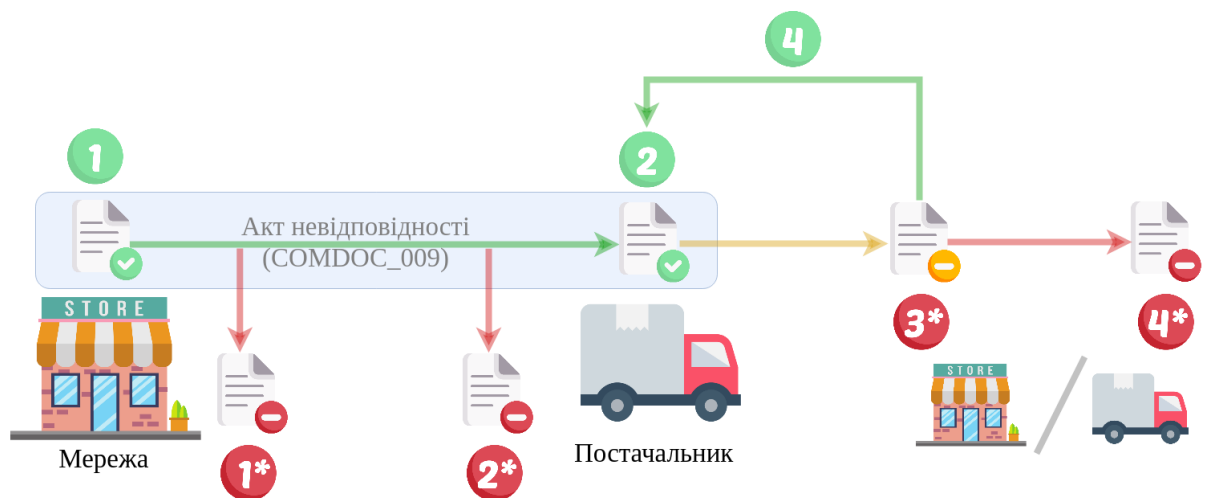 4
1
2
Акт невідповідності
(COMDOC_009)
STORE
3*
4*
STORE
Мережа
1*
2*
Постачальник